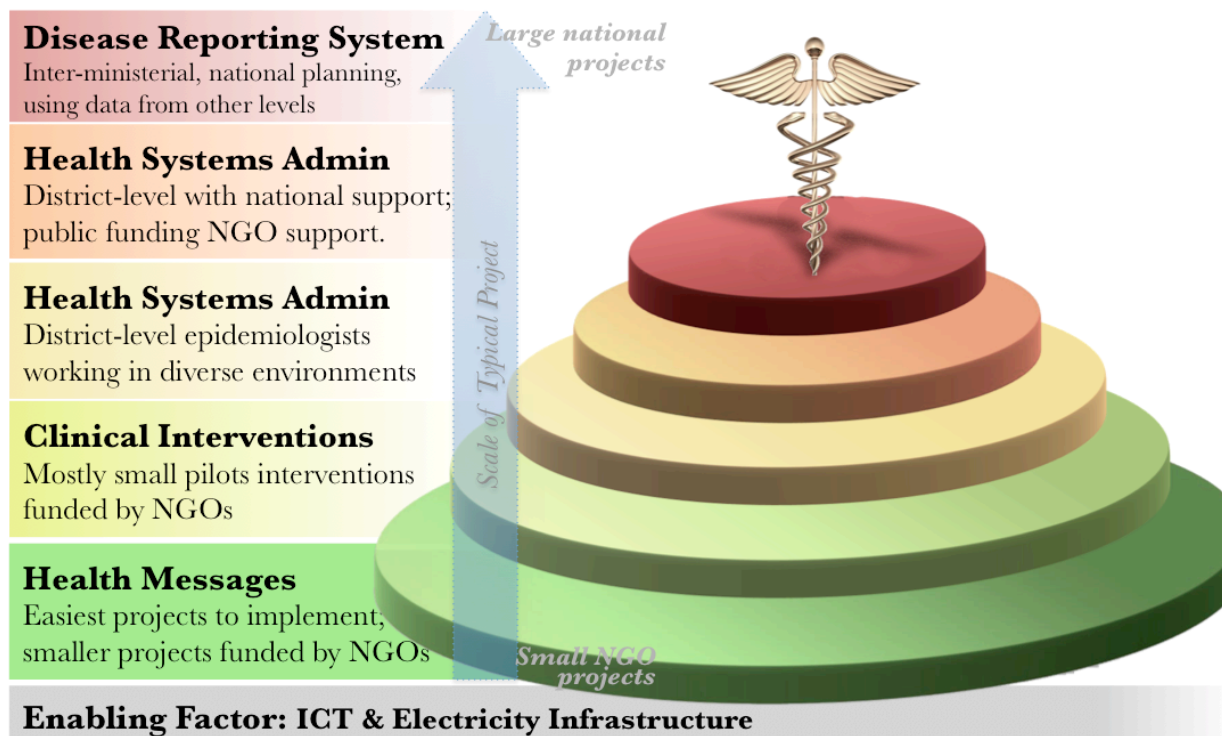 Disease Reporting System
Inter-ministerial, national planning,
using data from other levels
Large national
projects
Health Systems Admin
District-level with national support;
public funding NGO support.
Health Systems Admin
District-level epidemiologists
working in diverse environments
Scale of Typical Project
Clinical Interventions
Mostly small pilots interventions
funded by NGOs
Health Messages
Easiest projects to implement;
smaller projects funded by NGOs
Small NGO
projects
Enabling Factor: ICT & Electricity Infrastructure